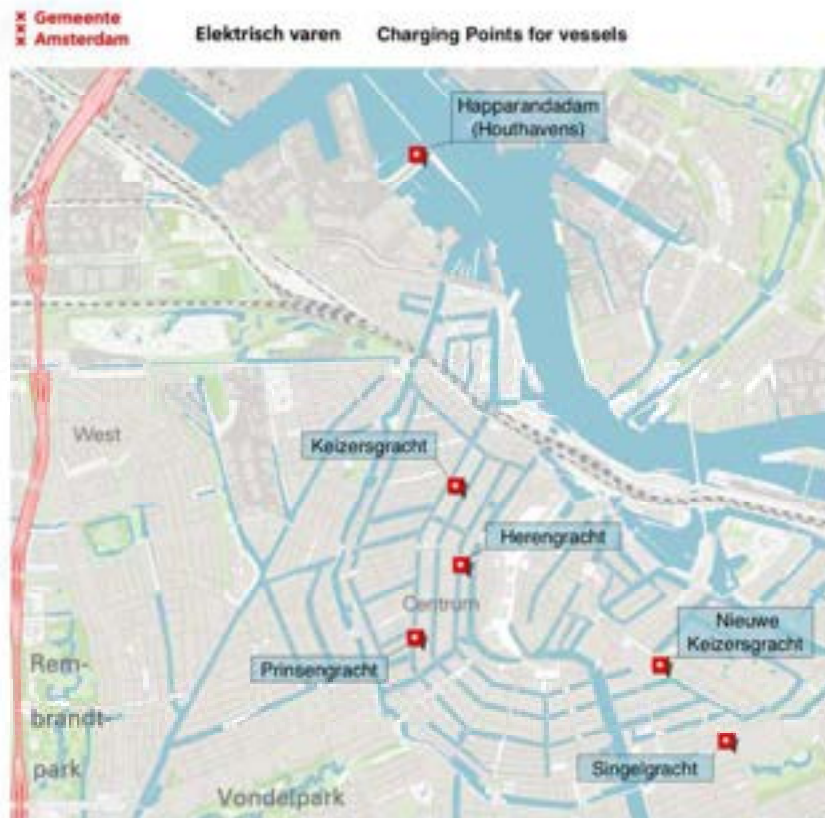 Gemeente
Amsterdam
Elektrisch varen Charging Points for vessels
Happarandadam
(Houthavens)
West
Keizersgracht
Herengracht
Centrum
Nieuwe
Keizersgracht
Prinsengracht
Rem-
brandt-
park
Singelgracht
Vondelpark